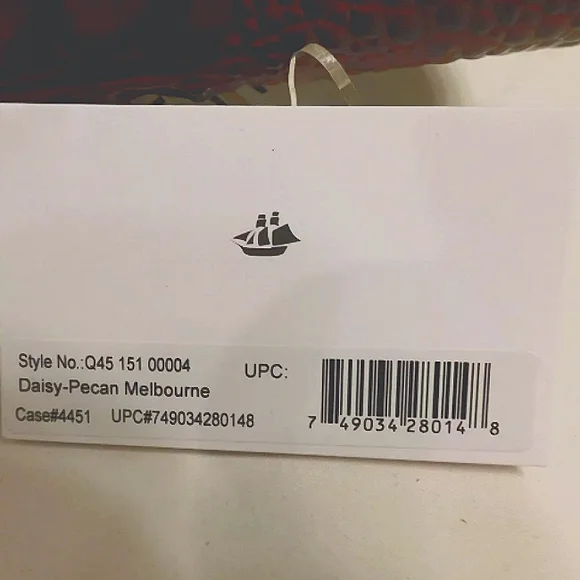 Style No.:Q45 151 00004
Daisy-Pecan Melbourne
Case#4451 UPC#749034280148
UPC:
7 49034 28014 8